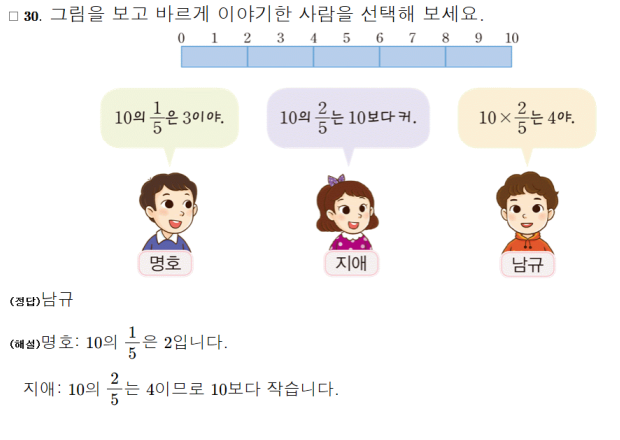 □ 30. 그림을 보고 바르게 이야기한 사람을 선택해 보세요.
0 1 2 3 4 5 6 7 8 9 10
10의 1/5은 3이야.
10의 2/5는 10보다 커.
10×2/5는 4야.
명호
지애
남규
(정답)남규
(해설)명호: 10의 1/5은 2입니다.
지애: 10의 2/5는 4이므로 10보다 작습니다.